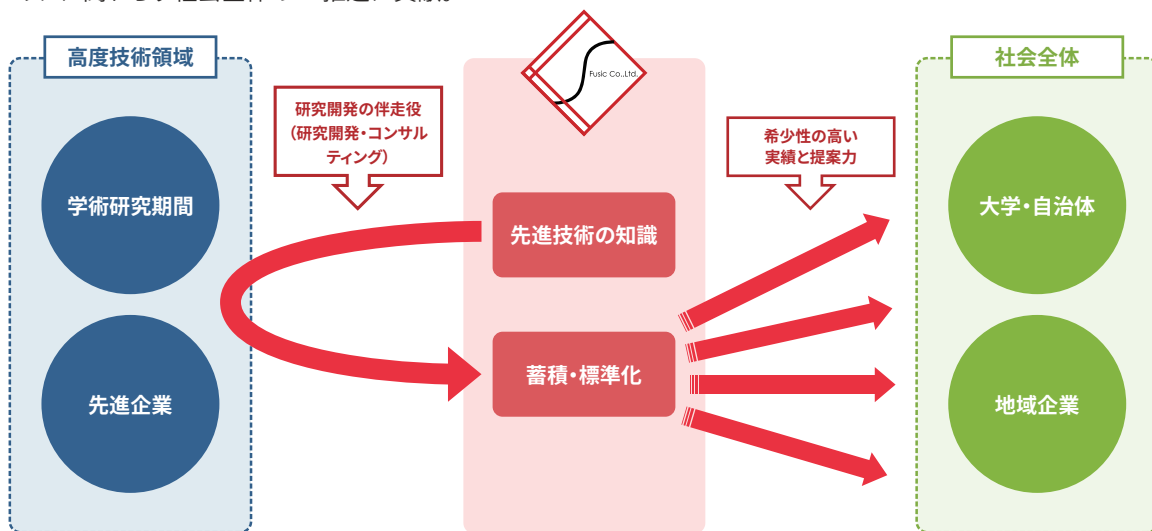 高度技術領域
学術研究期間
先進企業
研究開発の伴走役
（研究開発・コンサル
ティング）
Fusic Co.,Ltd.
先進技術の知識
蓄積・標準化
希少性の高い
実績と提案力
社会全体
大学・自治体
地域企業